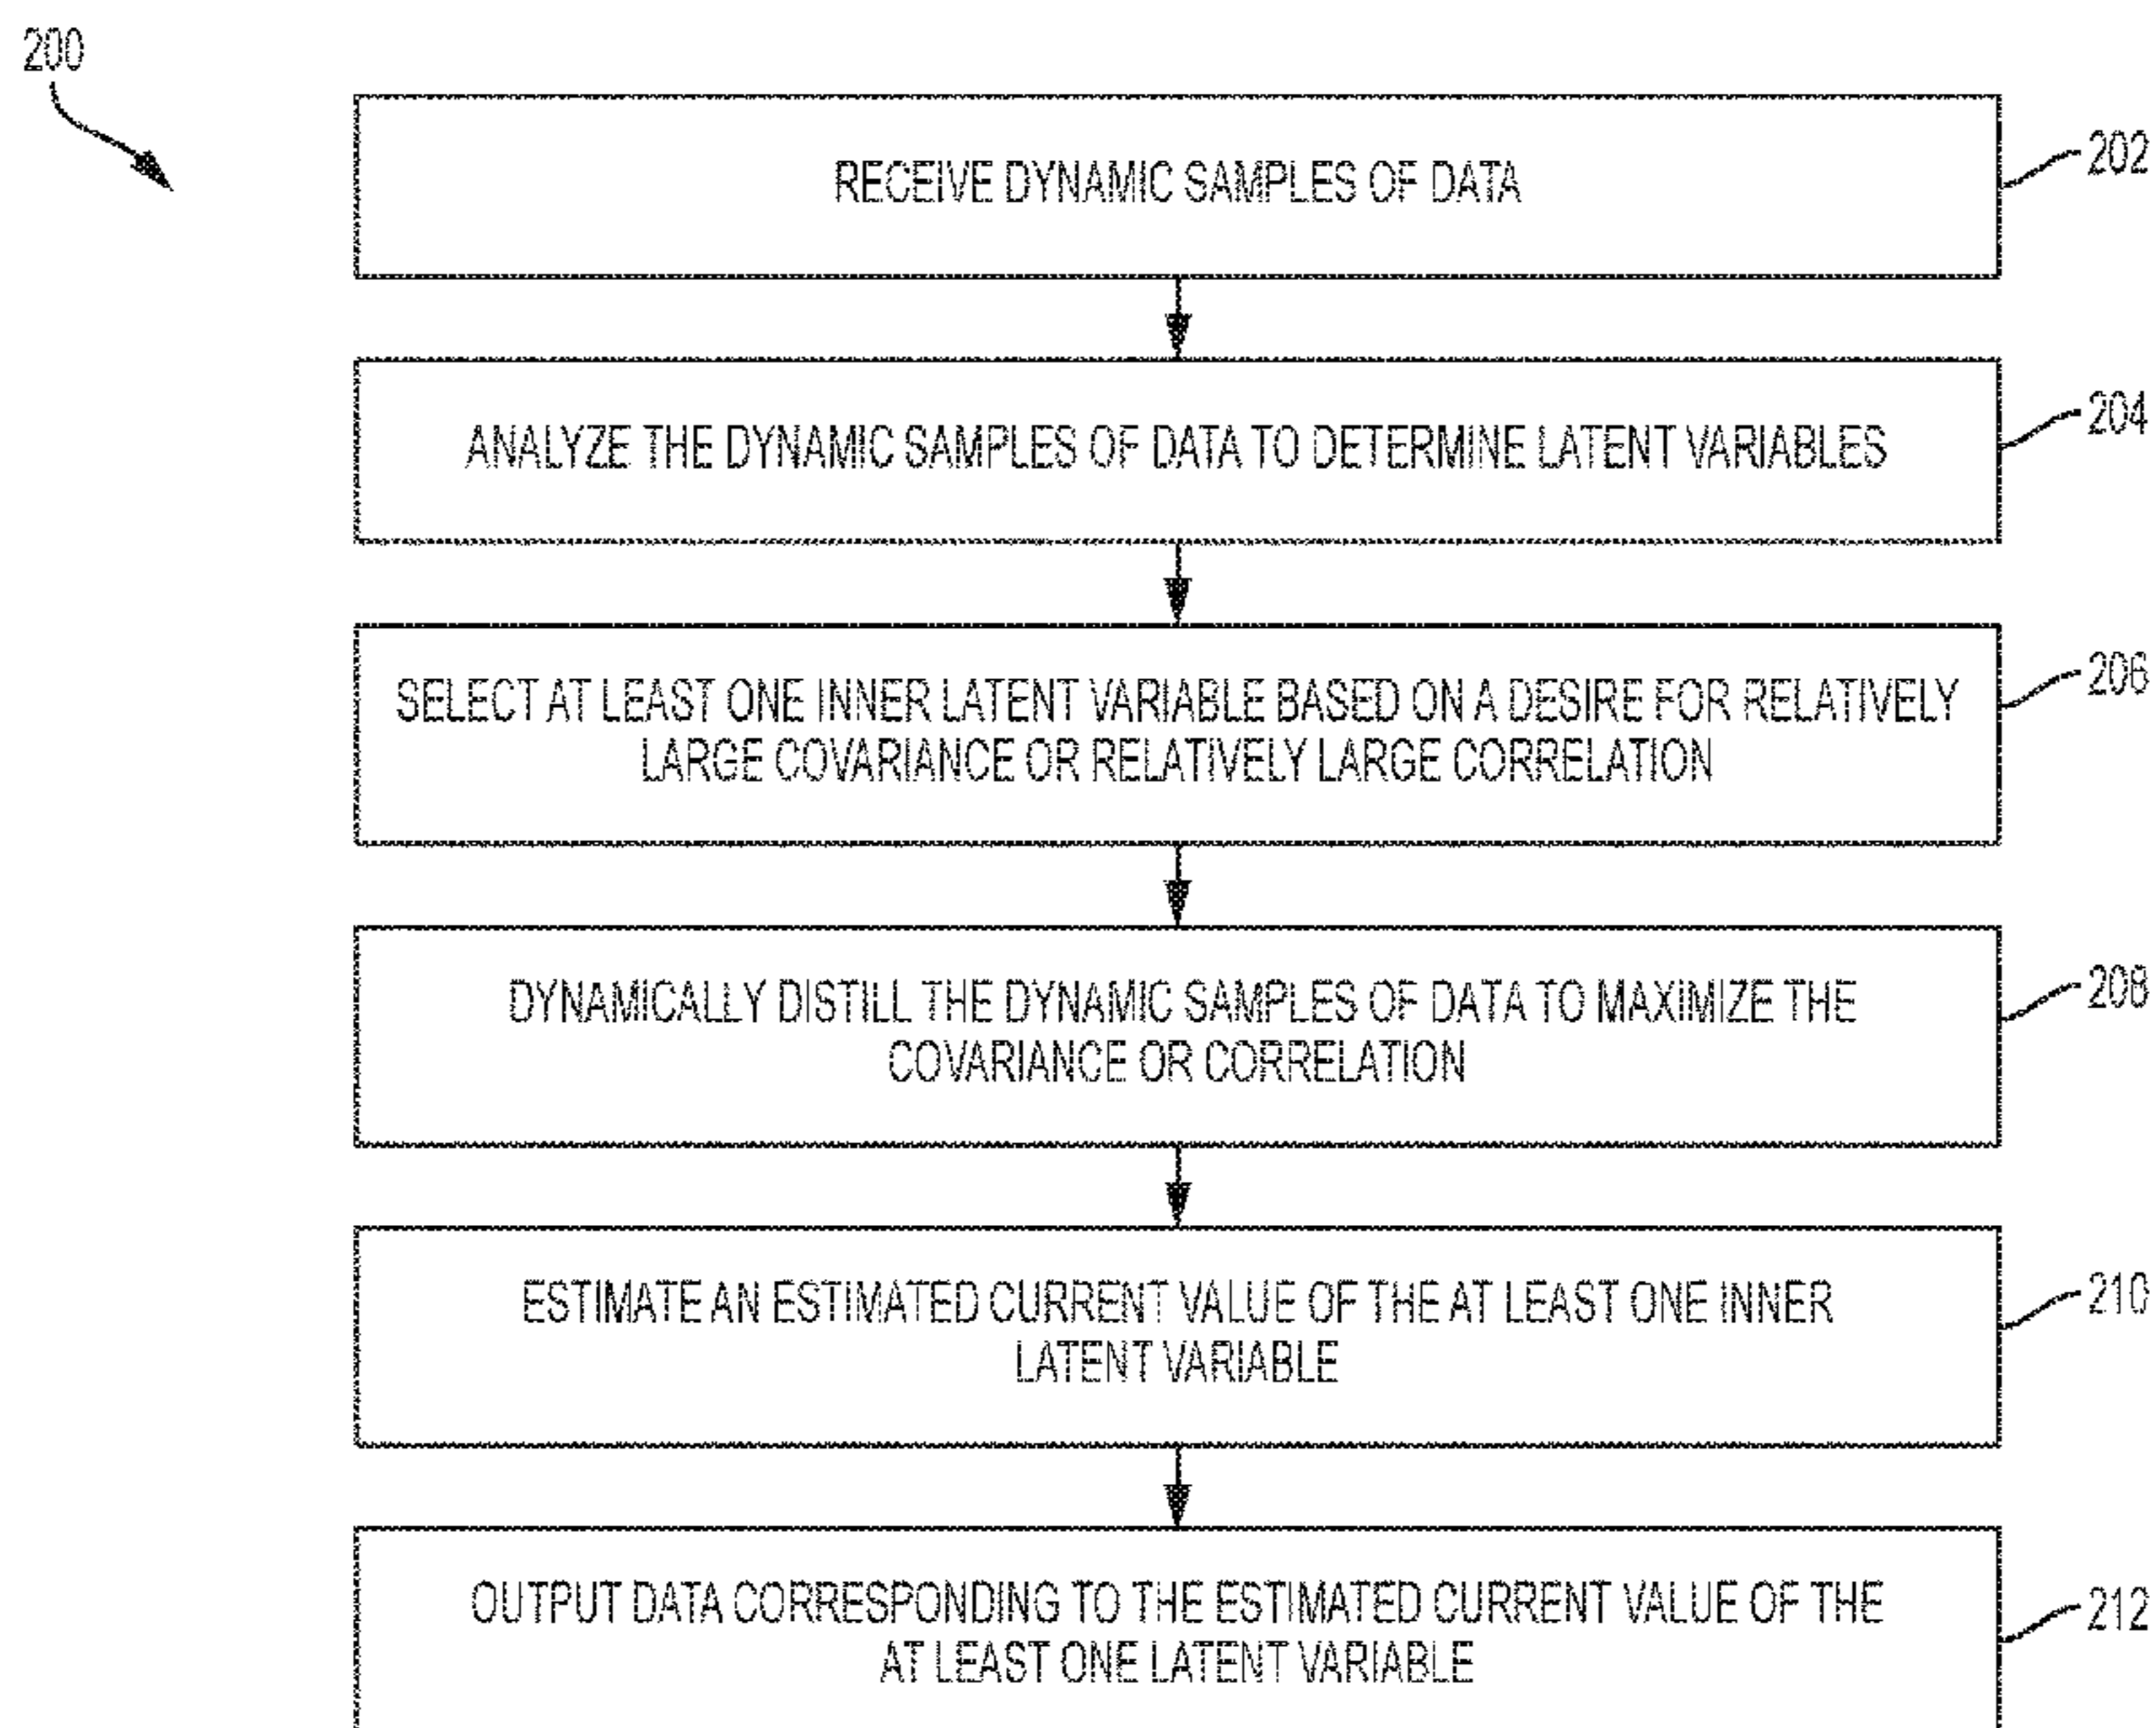 200
RECEIVE DYNAMIC SAMPLES OF DATA
202
ANALYZE THE DYNAMIC SAMPLES OF DATA TO DETERMINE LATENT VARIABLES
204
SELECT AT LEAST ONE INNER LATENT VARIABLE BASED ON A DESIRE FOR RELATIVELY
LARGE COVARIANCE OR RELATIVELY LARGE CORRELATION
206
DYNAMICALLY DISTILL THE DYNAMIC SAMPLES OF DATA TO MAXIMIZE THE
COVARIANCE OR CORRELATION
208
ESTIMATE AN ESTIMATED CURRENT VALUE OF THE AT LEAST ONE INNER
LATENT VARIABLE
210
OUTPUT DATA CORRESPONDING TO THE ESTIMATED CURRENT VALUE OF THE
AT LEAST ONE LATENT VARIABLE
212